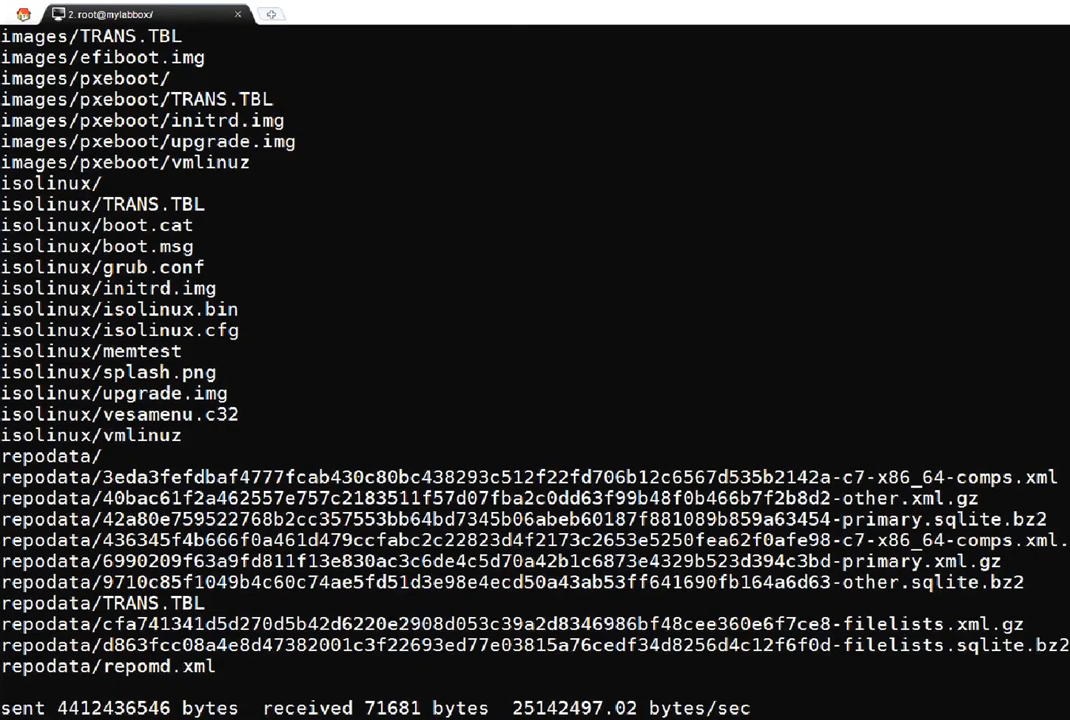 2. root@mylabbox/
images/TRANS.TBL
images/efiboot.img
images/pxeboot/
images/pxeboot/TRANS.TBL
images/pxeboot/initrd.img
images/pxeboot/upgrade.img
images/pxeboot/vmlinuz
isolinux/
isolinux/TRANS.TBL
isolinux/boot.cat
isolinux/boot.msg
isolinux/grub.conf
isolinux/initrd.img
isolinux/isolinux.bin
isolinux/isolinux.cfg
isolinux/memtest
isolinux/splash.png
isolinux/upgrade.img
isolinux/vesamenu.c32
isolinux/vmlinuz
repodata/
repodata/3eda3fefdbaf4777fcab430c80bc438293c512f22fd706b12c6567d535b2142a-c7-x86_64-comps.xml
repodata/40bac61f2a462557e757c2183511f57d07fba2c0dd63f99b48f0b466b7f2b8d2-other.xml.gz
repodata/42a80e759522768b2cc357553bb64bd7345b06abeb60187f881089b859a63454-primary.sqlite.bz2
repodata/436345f4b666f0a461d479ccfabc2c22823d4f2173c2653e5250fea62f0afe98-c7-x86_64-comps.xml.
repodata/6990209f63a9fd811f13e830ac3c6de4c5d70a42b1c6873e4329b523d394c3bd-primary.xml.gz
repodata/9710c85f1049b4c60c74ae5fd51d3e98e4ecd50a43ab53ff641690fb164a6d63-other.sqlite.bz2
repodata/TRANS.TBL
repodata/cfa741341d5d270d5b42d6220e2908d053c39a2d8346986bf48cee360e6f7ce8-filelists.xml.gz
repodata/d863fcc08a4e8d47382001c3f22693ed77e03815a76cedf34d8256d4c12f6f0d-filelists.sqlite.bz2
repodata/repomd.xml
sent 4412436546 bytes  received 71681 bytes  25142497.02 bytes/sec